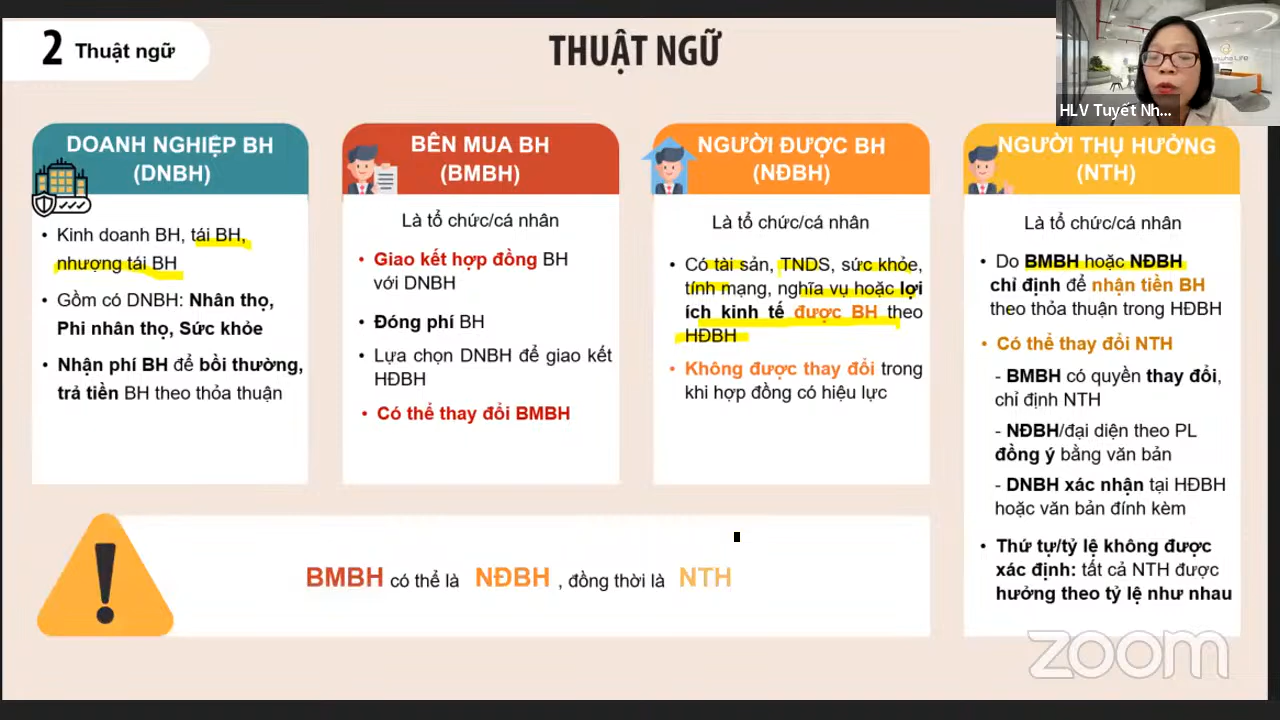 2 Thuật ngữ
THUẬT NGỮ
HLV Tuyết Nh...
DOANH NGHIỆP BH
(DNBH)
• Kinh doanh BH, tái BH,
nhượng tái BH
• Gồm có DNBH: Nhân thọ,
Phi nhân thọ, Sức khỏe
• Nhận phí BH để bồi thường,
trả tiền BH theo thỏa thuận
BÊN MUA BH
(BMBH)
Là tổ chức/cá nhân
• Giao kết hợp đồng BH
với DNBH
• Đóng phí BH
• Lựa chọn DNBH để giao kết
HĐBH
• Có thể thay đổi BMBH
NGƯỜI ĐƯỢC BH
(NĐBH)
Là tổ chức/cá nhân
• Có tài sản, TNDS, sức khỏe,
tính mạng, nghĩa vụ hoặc lợi
ích kinh tế được BH theo
HĐBH
• Không được thay đổi trong
khi hợp đồng có hiệu lực
NGƯỜI THỤ HƯỞNG
(NTH)
Là tổ chức/cá nhân
• Do BMBH hoặc NĐBH
chỉ định để nhận tiền BH
theo thỏa thuận trong HĐBH
• Có thể thay đổi NTH
- BMBH có quyền thay đổi,
chỉ định NTH
- NĐBH/đại diện theo PL
đồng ý bằng văn bản
- DNBH xác nhận tại HĐBH
hoặc văn bản đính kèm
• Thứ tự/tỷ lệ không được
xác định: tất cả NTH được
hưởng theo tỷ lệ như nhau
BMBH có thể là NĐBH , đồng thời là NTH
zoom